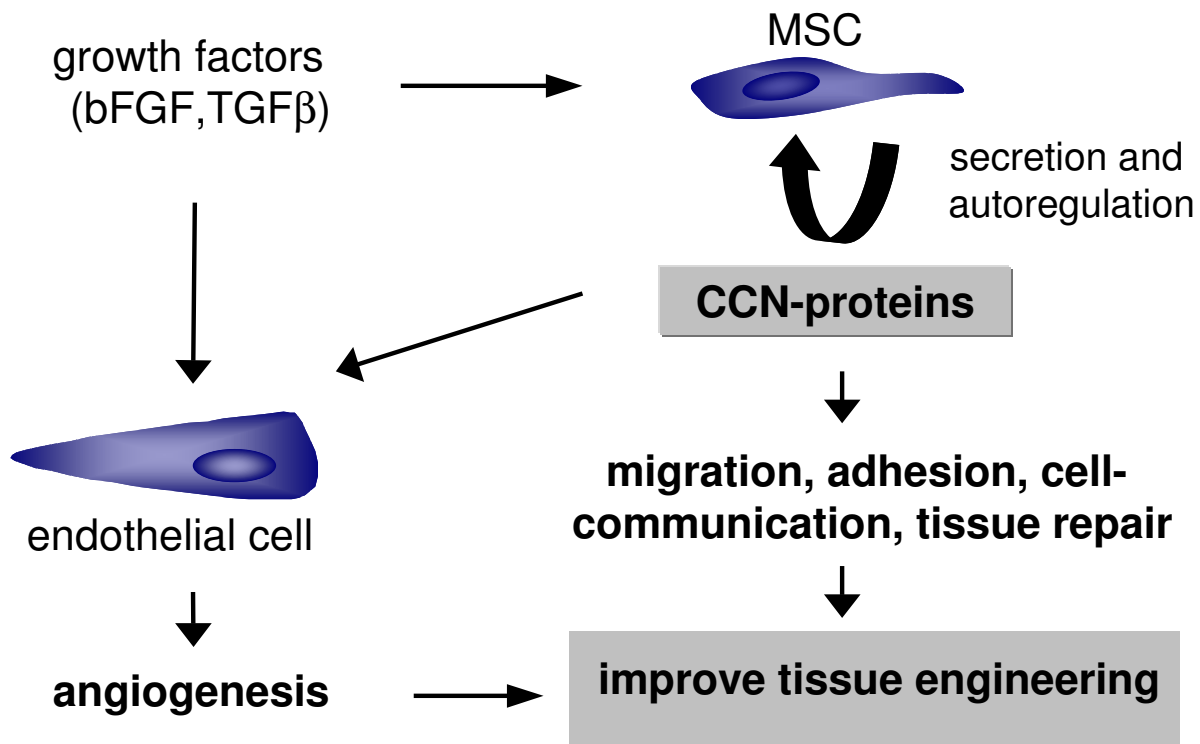 MSC
growth factors
(bFGF,TGFβ)
secretion and
autoregulation
CCN-proteins
migration, adhesion, cell-
communication, tissue repair
endothelial cell
angiogenesis
improve tissue engineering